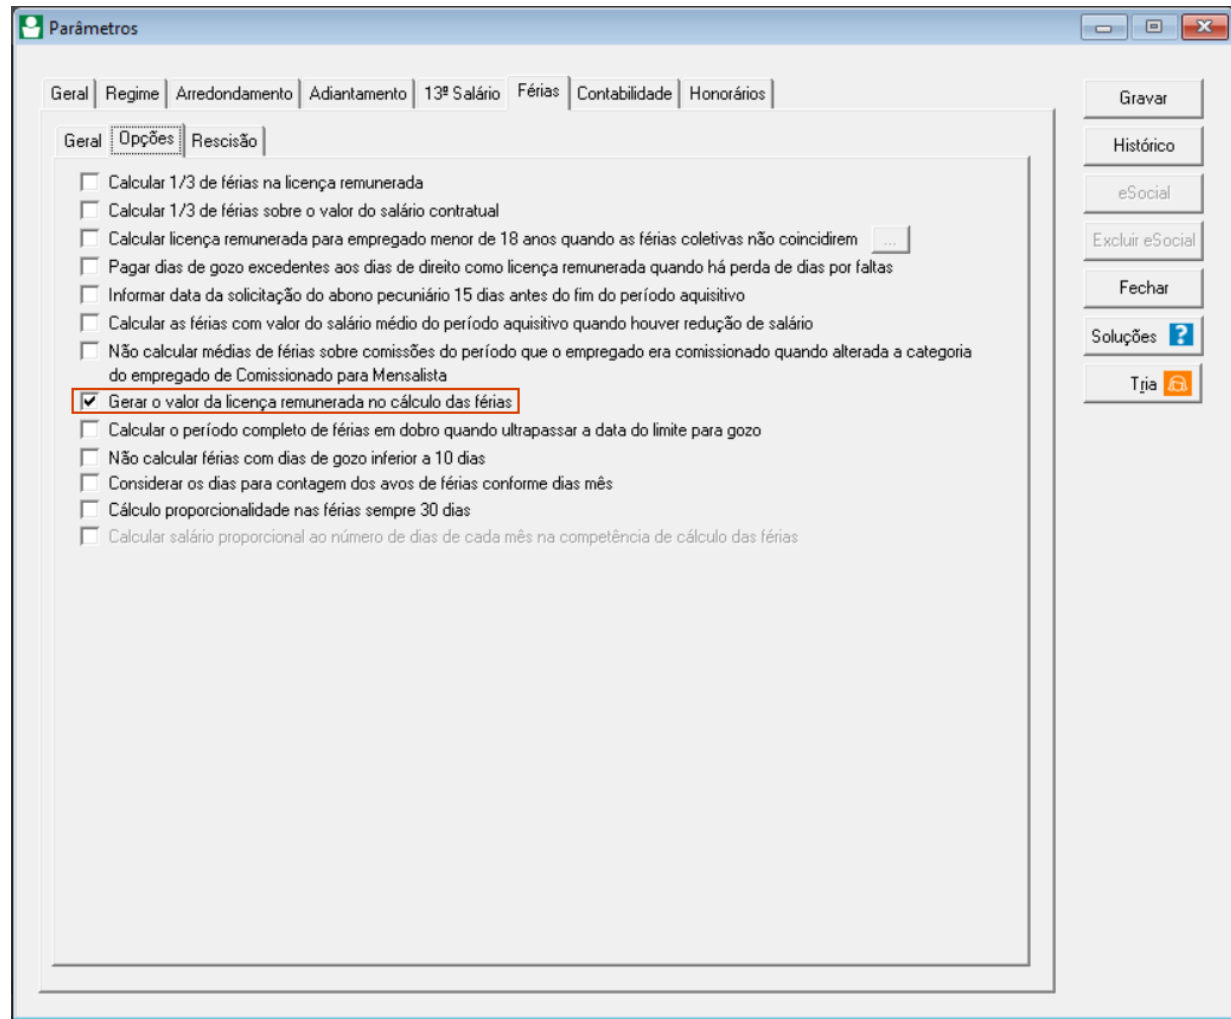 Parâmetros
Geral Regime Arredondamento Adiantamento 13º Salário Férias Contabilidade Honorários
Gravar
Geral Opções Rescisão
Histórico
Calcular 1/3 de férias na licença remunerada
eSocial
Calcular 1/3 de férias sobre o valor do salário contratual
Calcular licença remunerada para empregado menor de 18 anos quando as férias coletivas não coincidirem ...
Excluir eSocial
Pagar dias de gozo excedentes aos dias de direito como licença remunerada quando há perda de dias por faltas
Fechar
Informar data da solicitação do abono pecuniário 15 dias antes do fim do período aquisitivo
Calcular as férias com valor do salário médio do período aquisitivo quando houver redução de salário
Soluções ?
Não calcular médias de férias sobre comissões do período que o empregado era comissionado quando alterada a categoria
do empregado de Comissionado para Mensalista
Tria
Gerar o valor da licença remunerada no cálculo das férias
Calcular o período completo de férias em dobro quando ultrapassar a data do limite para gozo
Não calcular férias com dias de gozo inferior a 10 dias
Considerar os dias para contagem dos avos de férias conforme dias mês
Cálculo proporcionalidade nas férias sempre 30 dias
Calcular salário proporcional ao número de dias de cada mês na competência de cálculo das férias